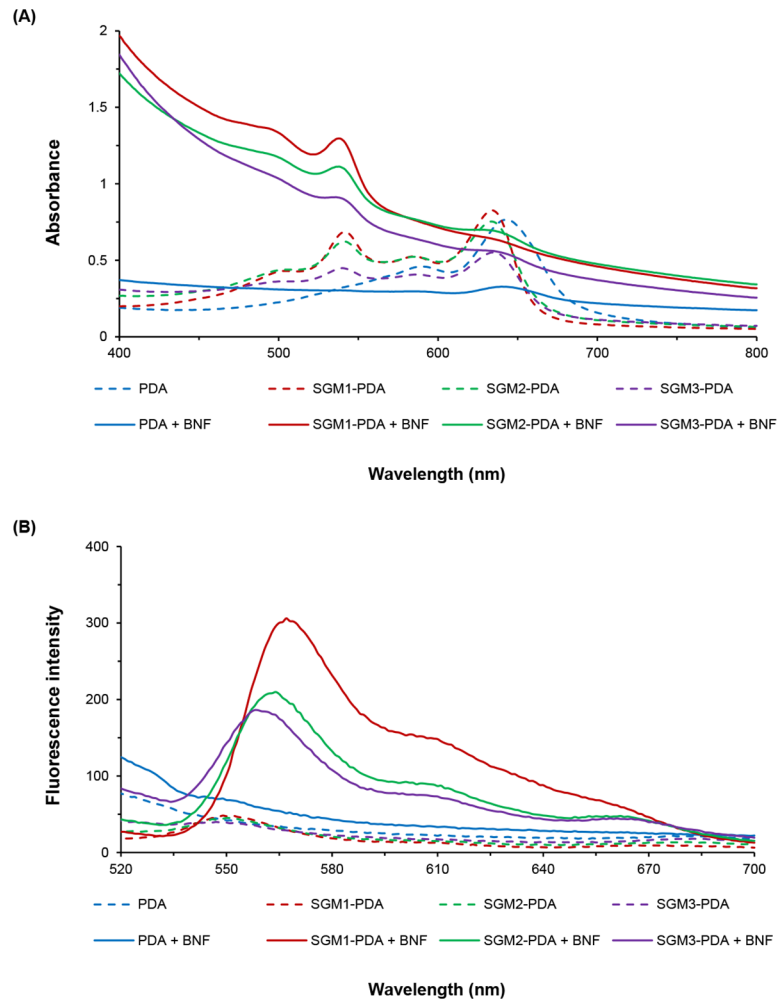 (A)
2
1.5
1
0.5
0
Absorbance
400 500 600 700 800
PDA SGM1-PDA SGM2-PDA SGM3-PDA
PDA + BNF SGM1-PDA + BNF SGM2-PDA + BNF SGM3-PDA + BNF
Wavelength (nm)
(B)
400
300
200
100
0
Fluorescence intensity
520 550 580 610 640 670 700
PDA SGM1-PDA SGM2-PDA SGM3-PDA
PDA + BNF SGM1-PDA + BNF SGM2-PDA + BNF SGM3-PDA + BNF
Wavelength (nm)